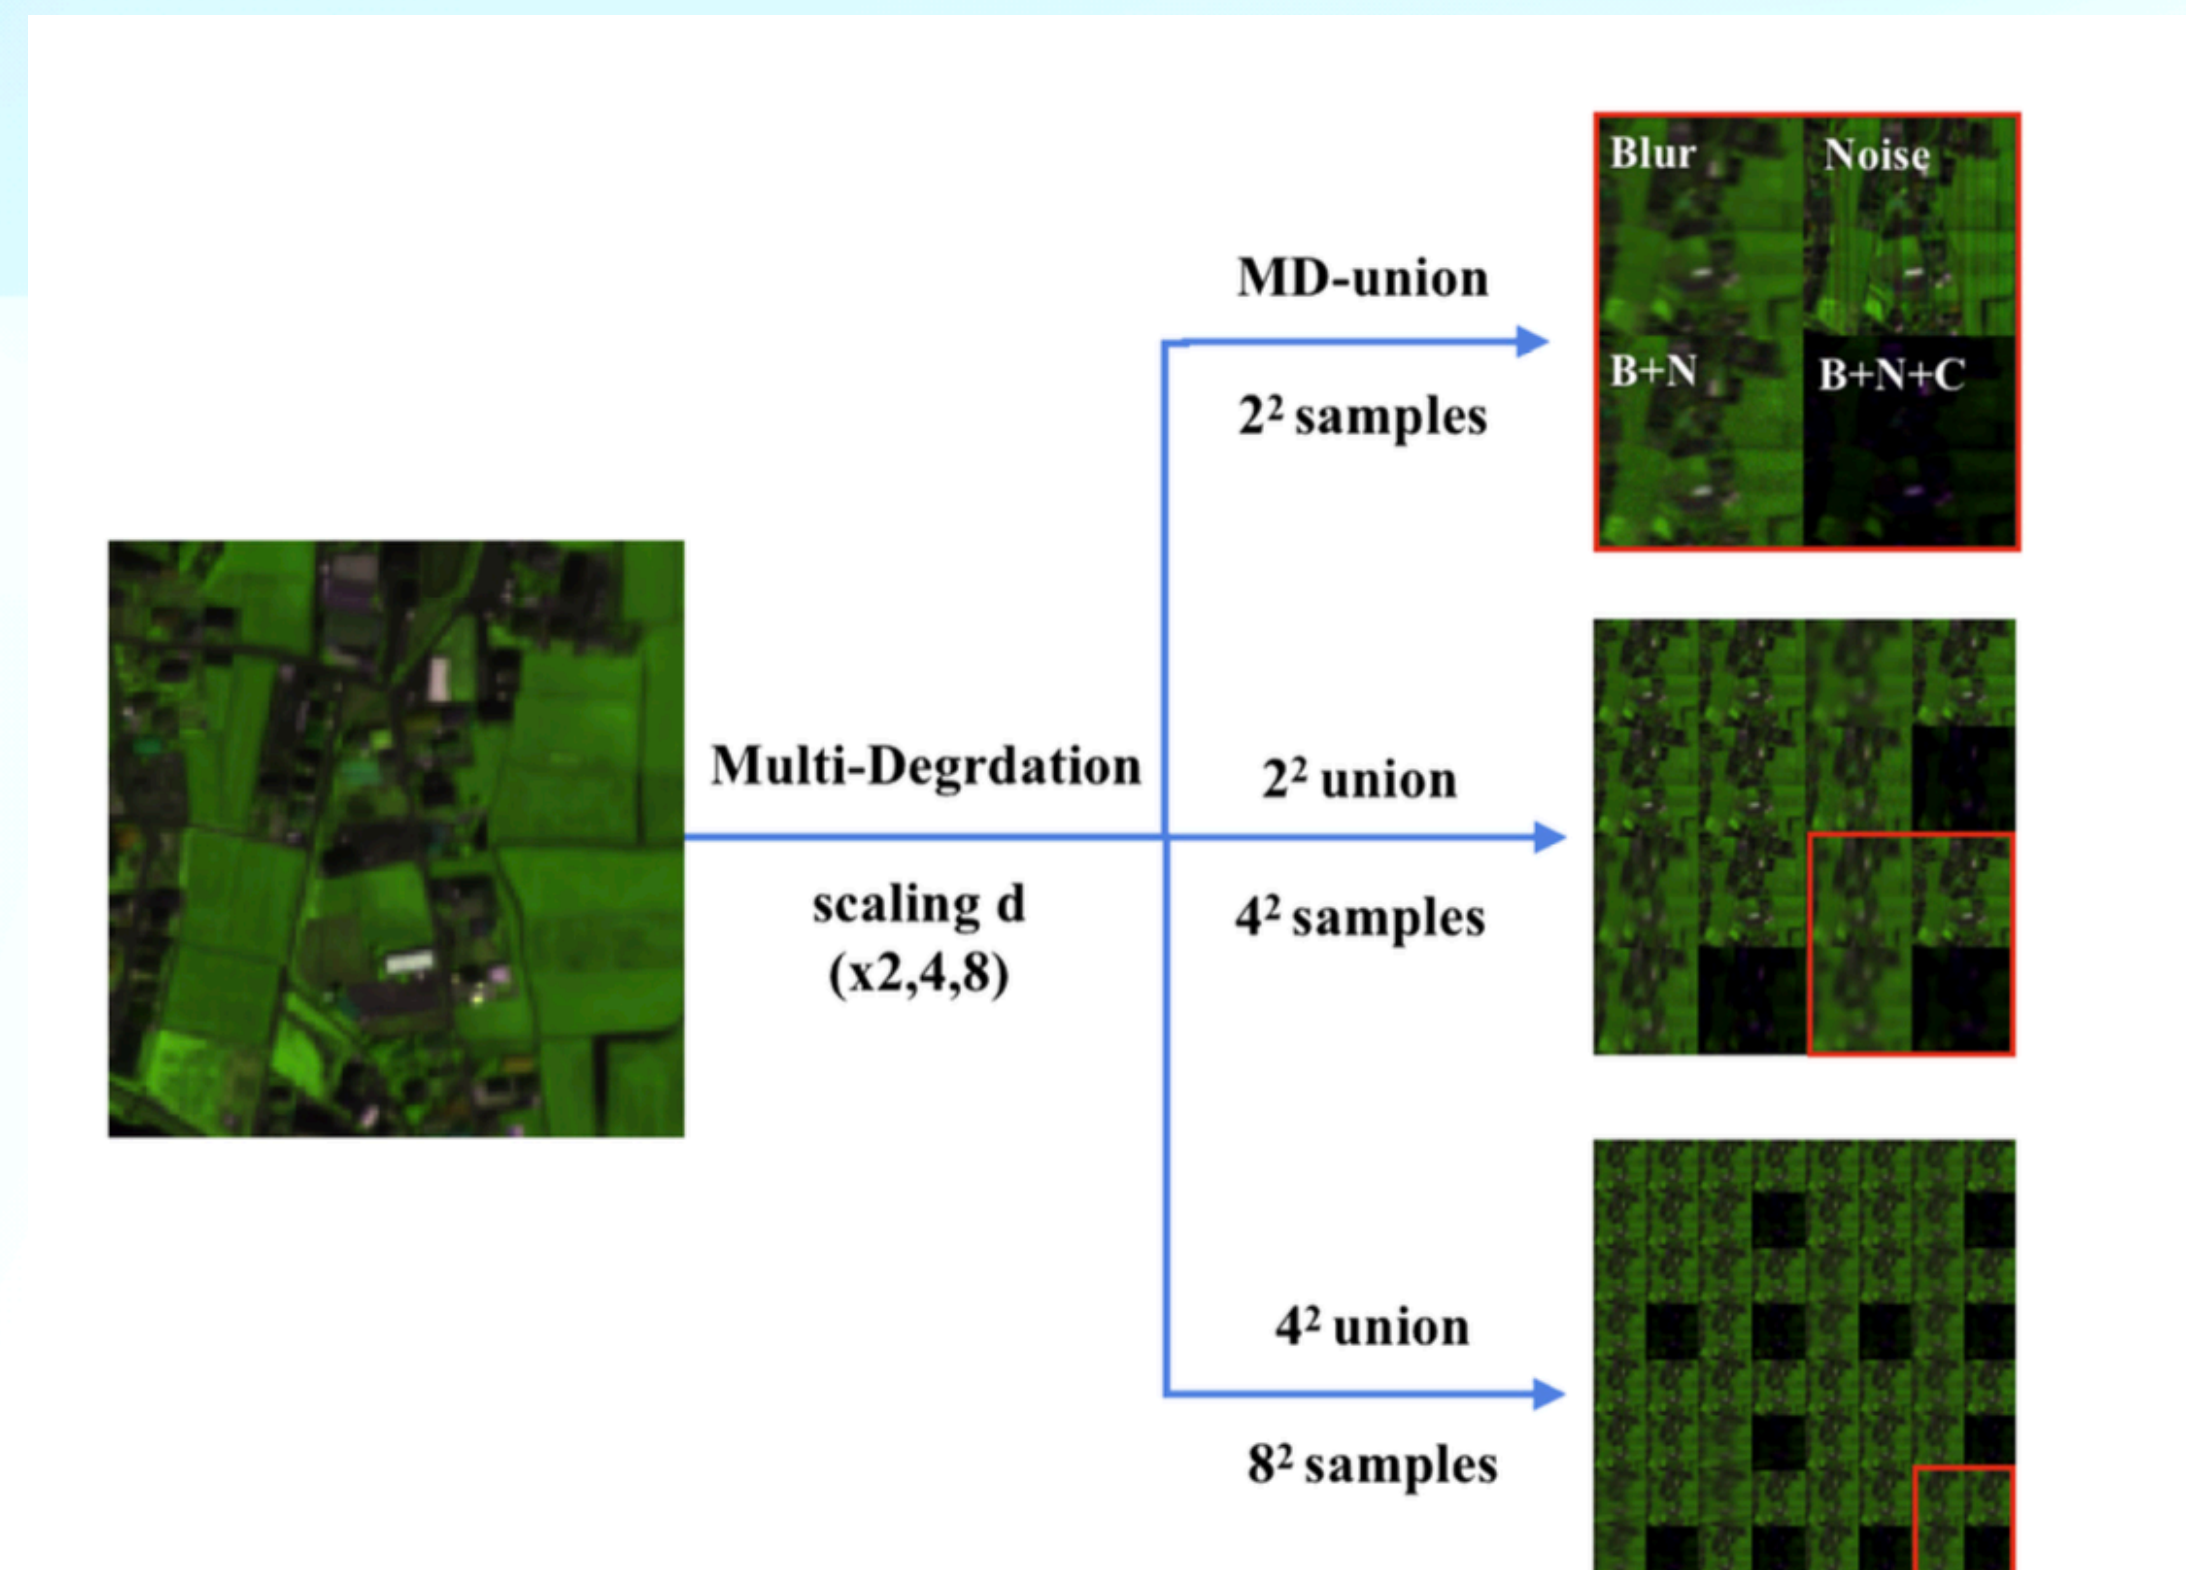 Blur
Noise
B+N
B+N+C
MD-union
2² samples
Multi-Degrdation
scaling d
(x2,4,8)
2² union
4² samples
4² union
8² samples